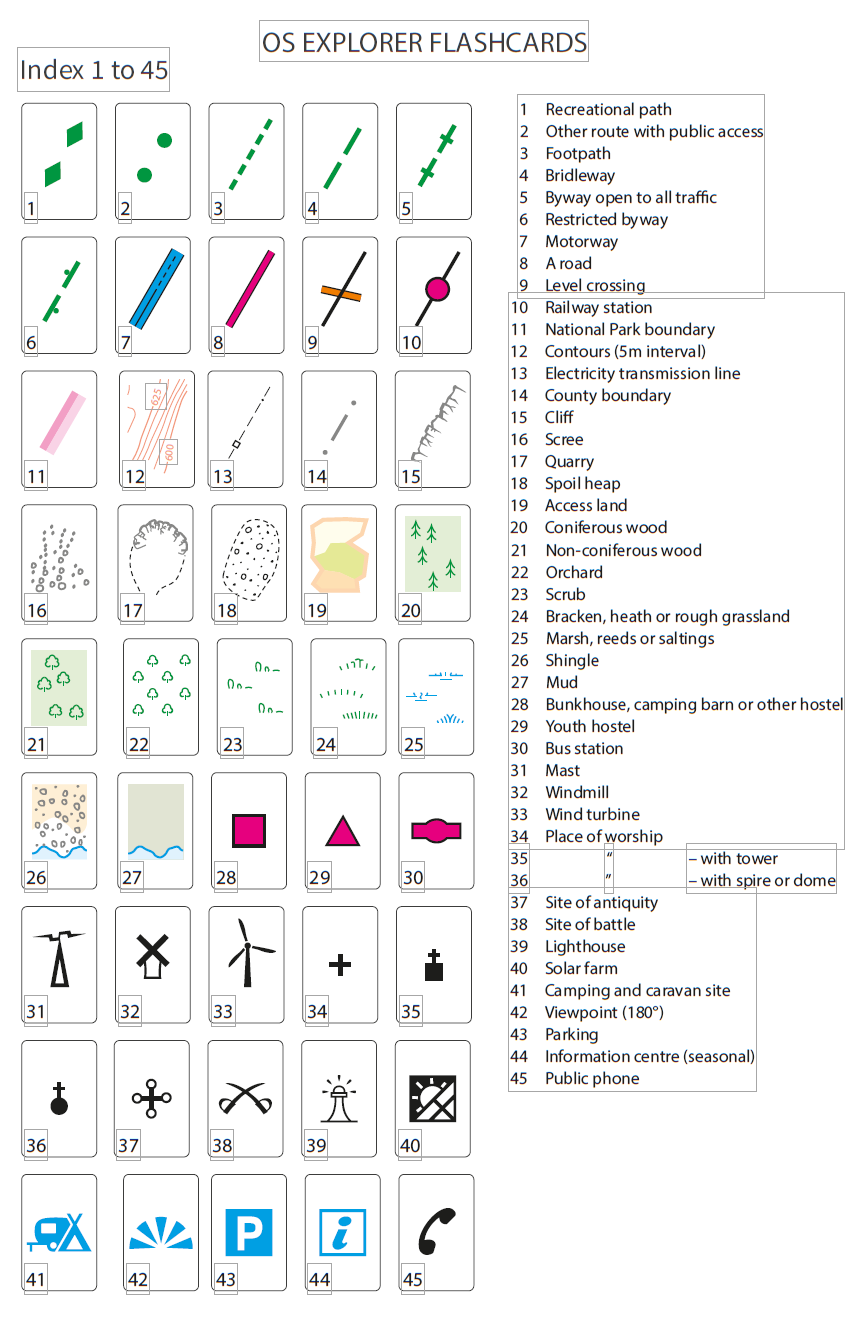 OS EXPLORER FLASHCARDS
Index 1 to 45
1 2 3 4 5
6 7 8 9 10
625
600
11 12 13 14 15
16 17 18 19 20
21 22 23 24 25
26 27 28 29 30
31 32 33 34 35
36 37 38 39 40
P i
41 42 43 44 45
1 Recreational path
2 Other route with public access
3 Footpath
4 Bridleway
5 Byway open to all traffic
6 Restricted byway
7 Motorway
8 A road
9 Level crossing
10 Railway station
11 National Park boundary
12 Contours (5m interval)
13 Electricity transmission line
14 County boundary
15 Cliff
16 Scree
17 Quarry
18 Spoil heap
19 Access land
20 Coniferous wood
21 Non-coniferous wood
22 Orchard
23 Scrub
24 Bracken, heath or rough grassland
25 Marsh, reeds or saltings
26 Shingle
27 Mud
28 Bunkhouse, camping barn or other hostel
29 Youth hostel
30 Bus station
31 Mast
32 Windmill
33 Wind turbine
34 Place of worship
35 “ – with tower
36 ” – with spire or dome
37 Site of antiquity
38 Site of battle
39 Lighthouse
40 Solar farm
41 Camping and caravan site
42 Viewpoint (180°)
43 Parking
44 Information centre (seasonal)
45 Public phone